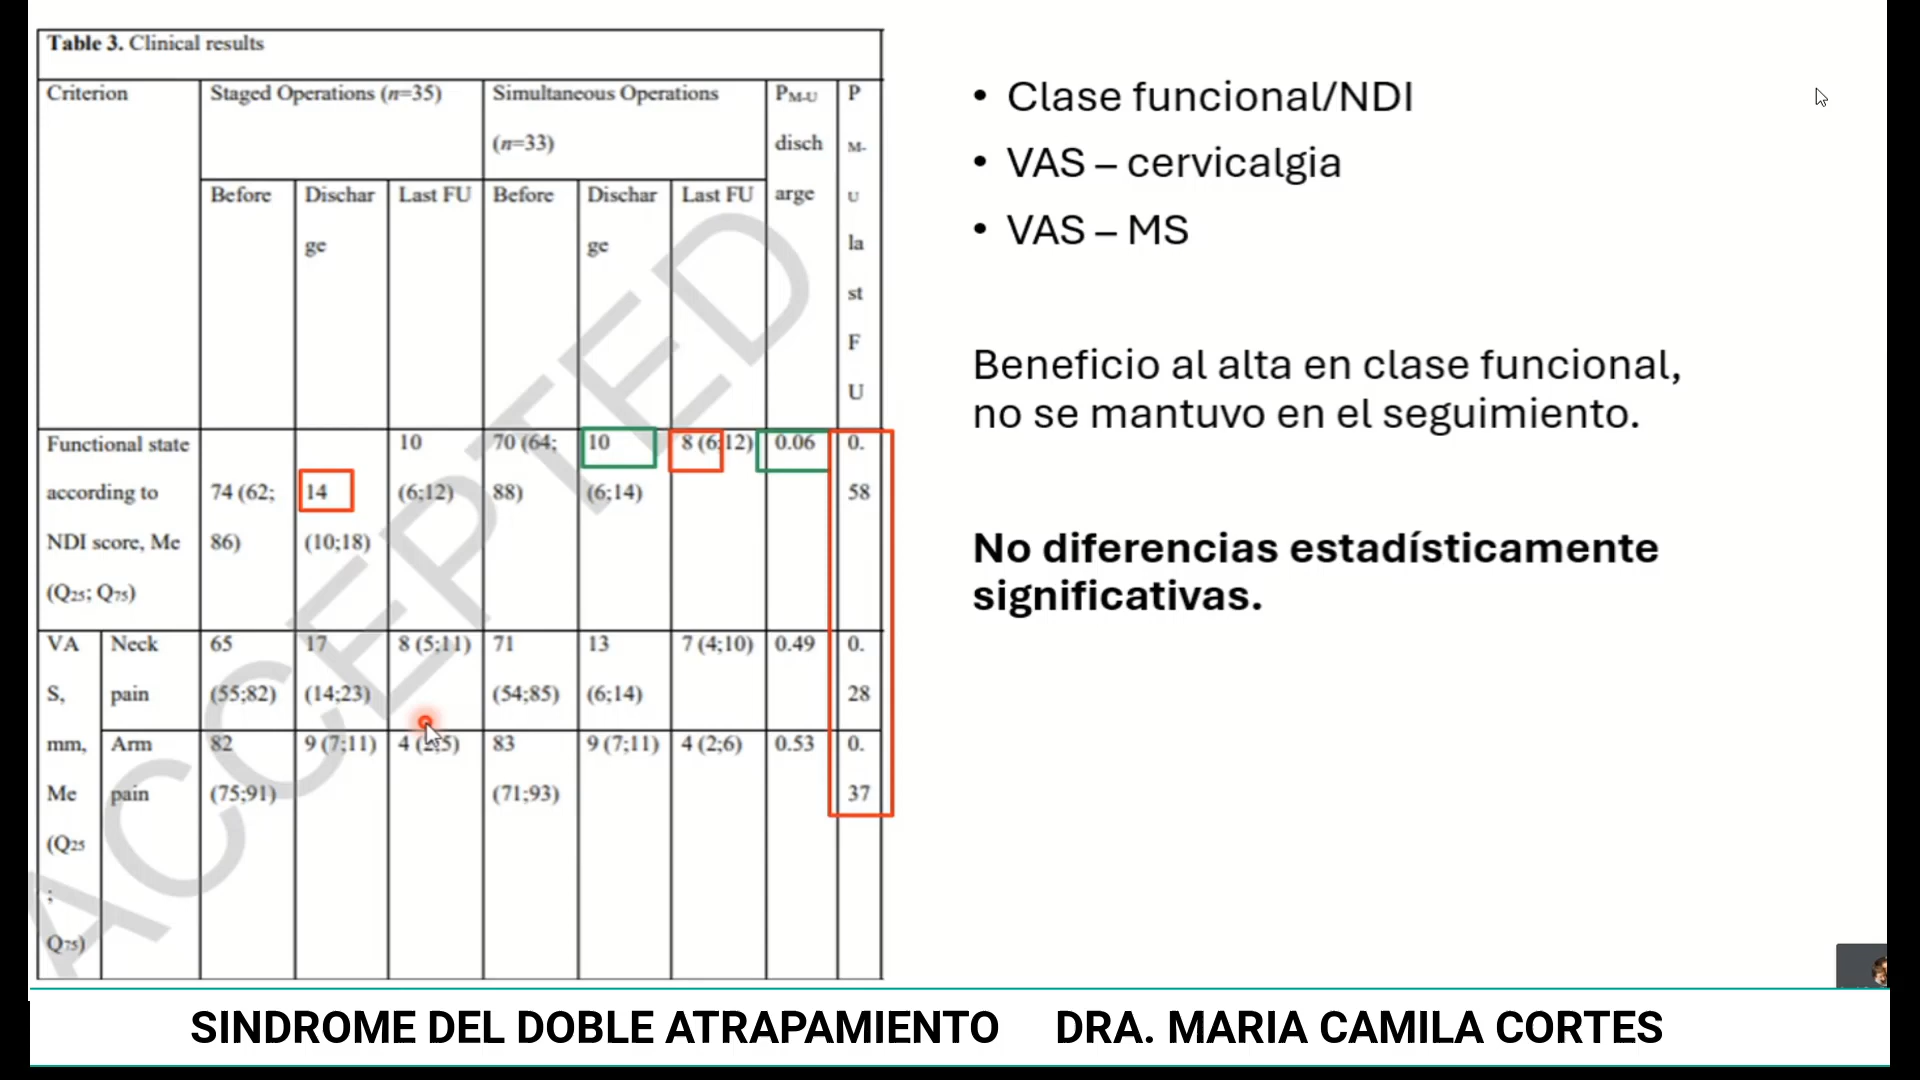 Table 3. Clinical results
Criterion
Staged Operations (n=35)
Simultaneous Operations
(n=33)
PM-U
disch
arge
P
M-
U
la
st
F
U
Before
Dischar
ge
Last FU
Before
Dischar
ge
Last FU
Functional state
according to
NDI score, Me
(Q25; Q75)
74 (62;
86)
14
(10;18)
10
(6;12)
70 (64;
88)
10
(6;14)
8 (6;12)
0.06
0.
58
VA
S,
mm,
Me
(Q25
;
Q75)
Neck
pain
65
(55;82)
17
(14;23)
8 (5;11)
71
(54;85)
13
(6;14)
7 (4;10)
0.49
0.
28
Arm
pain
82
(75;91)
9 (7;11)
4 (2;5)
83
(71;93)
9 (7;11)
4 (2;6)
0.53
0.
37
ACCEPTED
• Clase funcional/NDI
• VAS – cervicalgia
• VAS – MS
Beneficio al alta en clase funcional,
no se mantuvo en el seguimiento.
No diferencias estadísticamente
significativas.
SINDROME DEL DOBLE ATRAPAMIENTO DRA. MARIA CAMILA CORTES